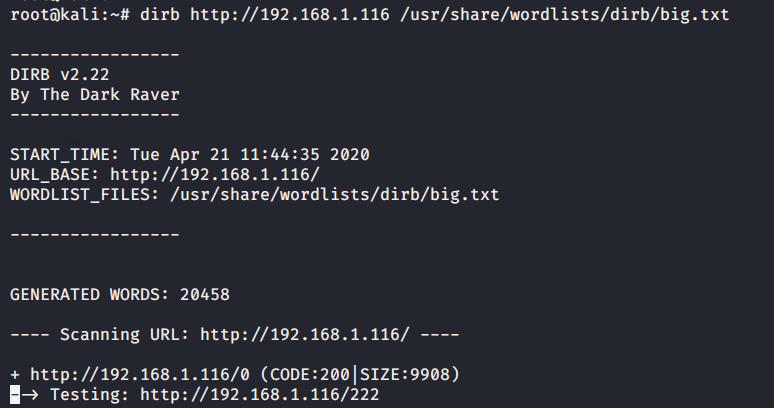 root@kali:~# dirb http://192.168.1.116 /usr/share/wordlists/dirb/big.txt
-----------------
DIRB v2.22
By The Dark Raver
-----------------
START_TIME: Tue Apr 21 11:44:35 2020
URL_BASE: http://192.168.1.116/
WORDLIST_FILES: /usr/share/wordlists/dirb/big.txt
-----------------
GENERATED WORDS: 20458
---- Scanning URL: http://192.168.1.116/ ----
+ http://192.168.1.116/0 (CODE:200|SIZE:9908)
--> Testing: http://192.168.1.116/222